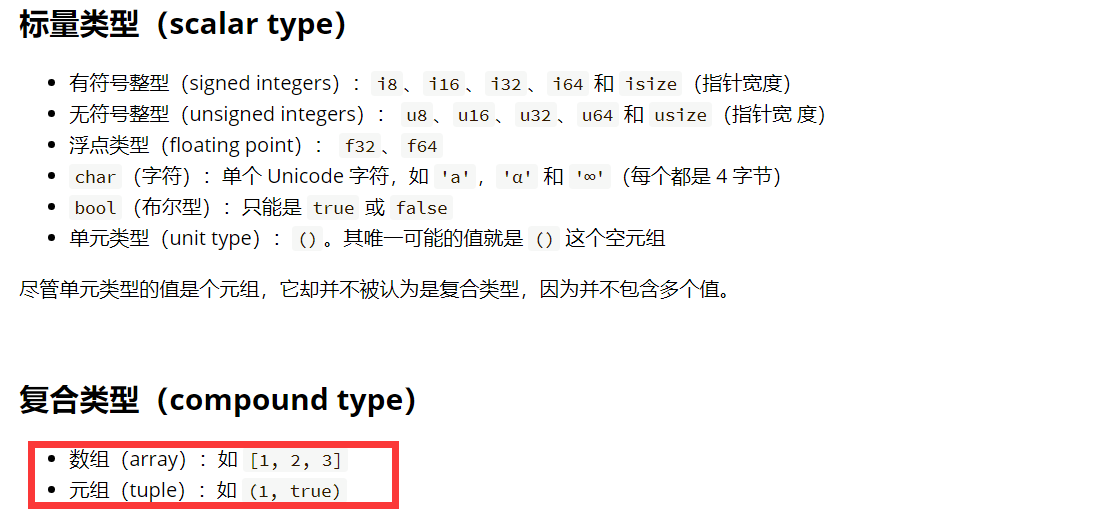 标量类型（scalar type）
有符号整型（signed integers）：i8、i16、i32、i64 和 isize（指针宽度）
无符号整型（unsigned integers）： u8、u16、u32、u64 和 usize（指针宽 度）
浮点类型（floating point）： f32、f64
char（字符）：单个 Unicode 字符，如 'a'，'α' 和 '∞'（每个都是 4 字节）
bool（布尔型）：只能是 true 或 false
单元类型（unit type）：()。其唯一可能的值就是 () 这个空元组
尽管单元类型的值是个元组，它却并不被认为是复合类型，因为并不包含多个值。
复合类型（compound type）
数组（array）：如 [1, 2, 3]
元组（tuple）：如 (1, true)